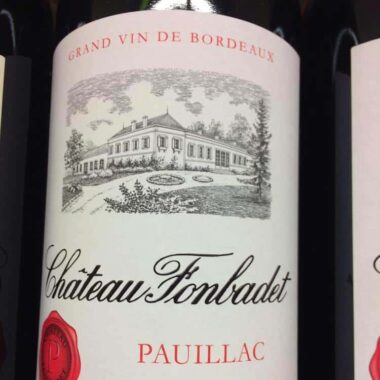 GRAND VIN DE BORDEAUX
Château Fonbadet
PAUILLAC